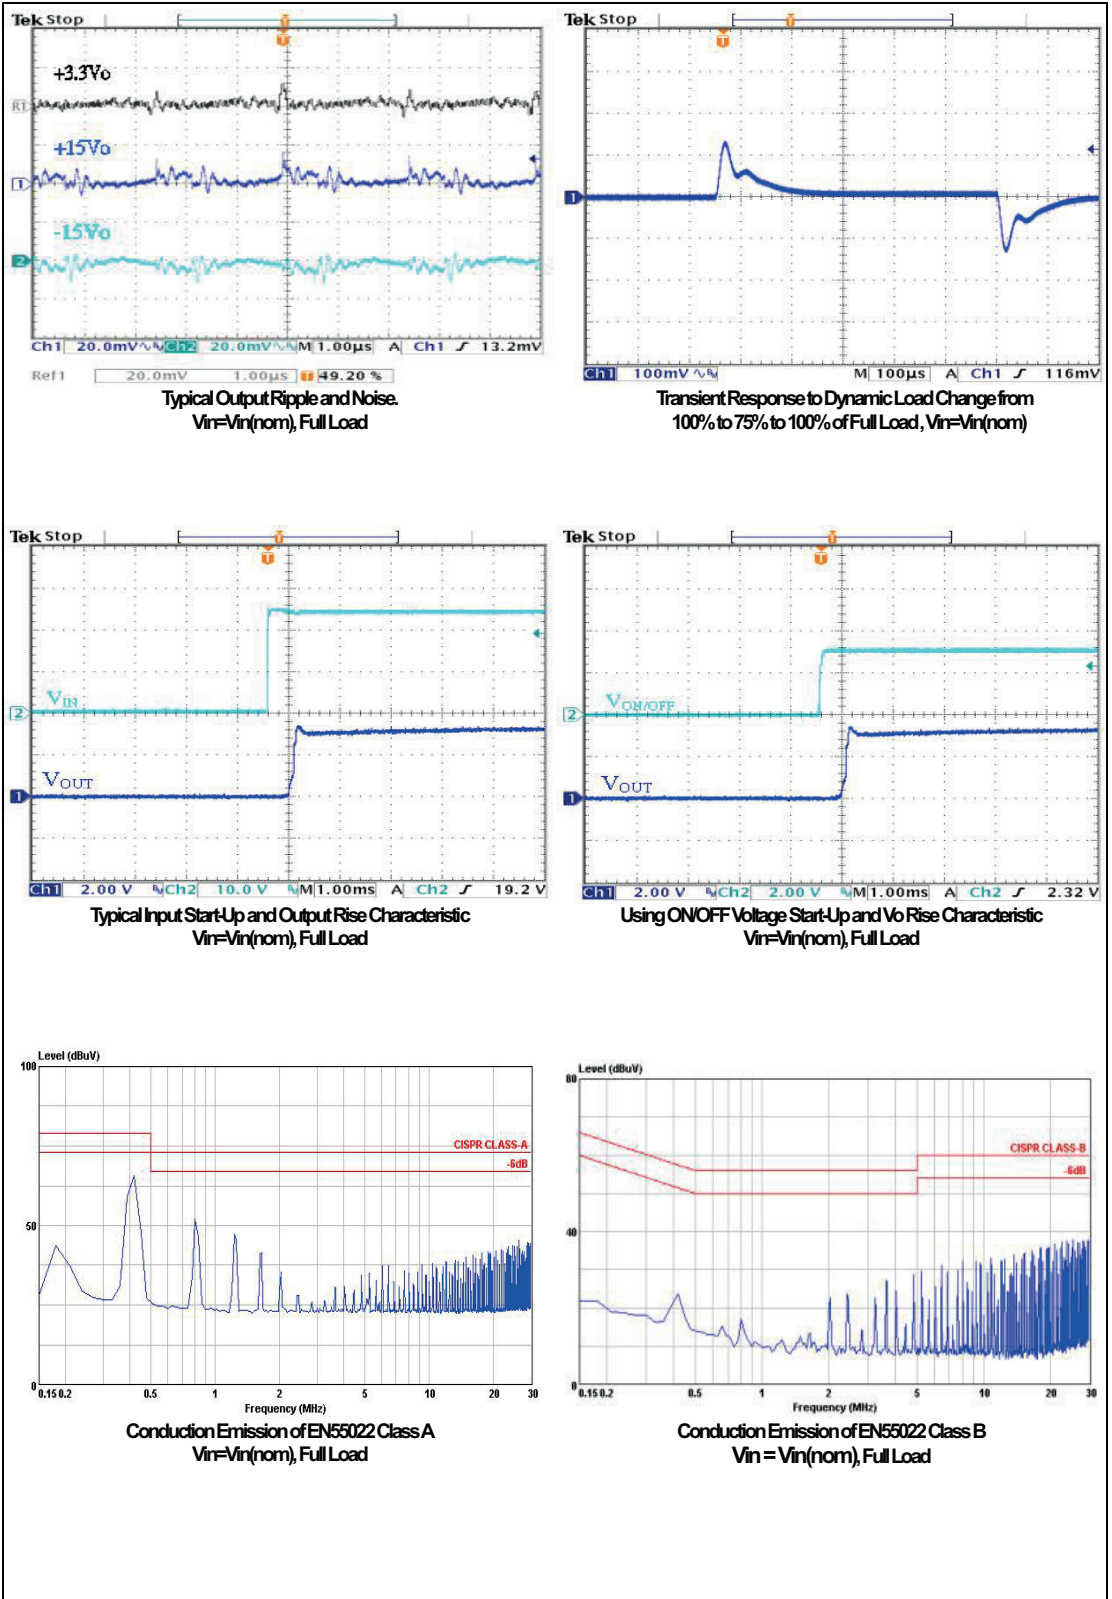 Tek Stop
T
T
+3.3Vo
R1
+15Vo
1
-15Vo
2
Ch1 20.0mV Ch2 20.0mV M 1.00µs A Ch1 13.2mV
Ref1 20.0mV 1.00µs T 49.20 %
Typical Output Ripple and Noise.
Vin=Vin(nom), Full Load
Tek Stop
T
T
1
Ch1 100mV M 100µs A Ch1 116mV
Transient Response to Dynamic Load Change from
100% to 75% to 100% of Full Load, Vin=Vin(nom)
Tek Stop
T
T
VIN
2
VOUT
1
Ch1 2.00 V Ch2 10.0 V M 1.00ms A Ch2 19.2 V
Typical Input Start-Up and Output Rise Characteristic
Vin=Vin(nom), Full Load
Tek Stop
T
T
VON/OFF
2
VOUT
1
Ch1 2.00 V Ch2 2.00 V M 1.00ms A Ch2 2.32 V
Using ON/OFF Voltage Start-Up and Vo Rise Characteristic
Vin=Vin(nom), Full Load
Level (dBuV)
100
CISPR CLASS-A
-6dB
50
0
0.15 0.2 0.5 1 2 5 10 20 30
Frequency (MHz)
Conduction Emission of EN55022 Class A
Vin=Vin(nom), Full Load
Level (dBuV)
80
CISPR CLASS-B
-6dB
40
0
0.15 0.2 0.5 1 2 5 10 20 30
Frequency (MHz)
Conduction Emission of EN55022 Class B
Vin = Vin(nom), Full Load